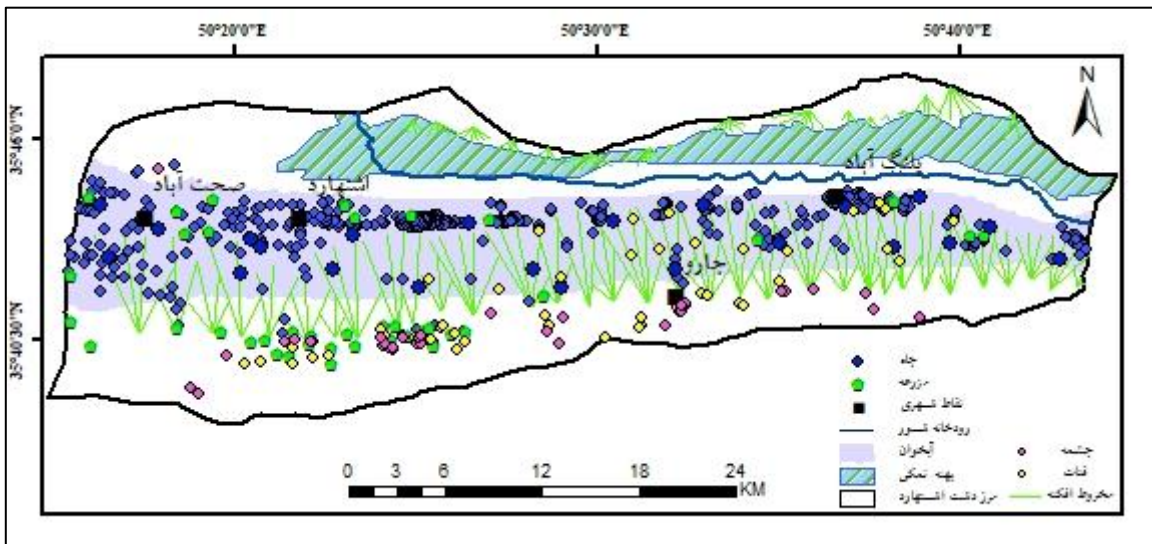 50°20'0"E 50°30'0"E 50°40'0"E
N
35°46'0"N
پلنگ آباد
صحت آباد اشتهارد
جارو
35°40'30"N
چاه
مزرعه
نقاط شهری
رودخانه شور
آبخوان چشمه
پهنه نمکی قنات
مرز دشت اشتهارد مخروط افکنه
0 3 6 12 18 24
KM